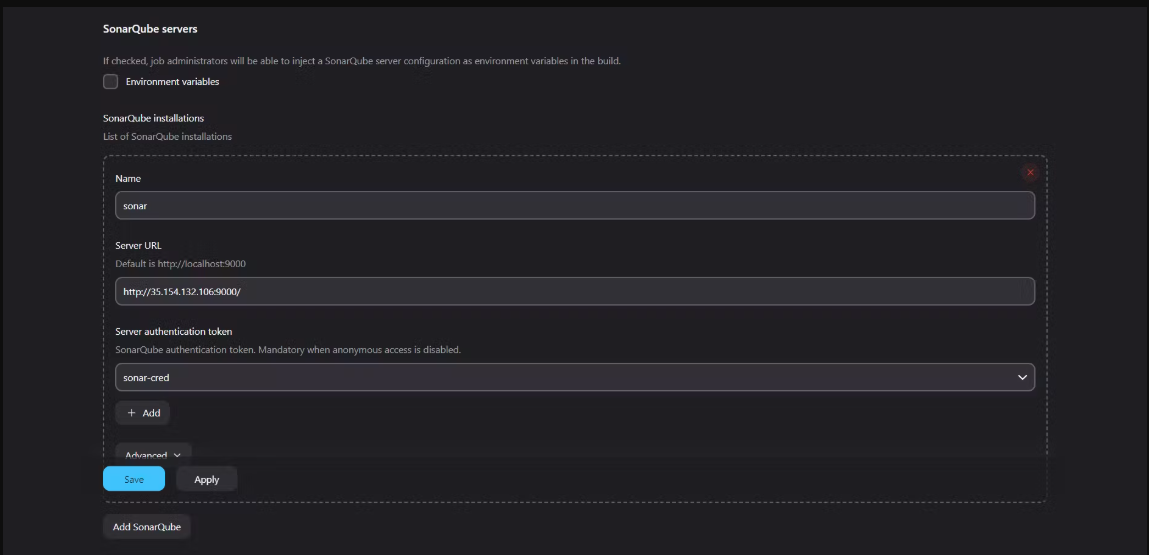 SonarQube servers
If checked, job administrators will be able to inject a SonarQube server configuration as environment variables in the build.
Environment variables
SonarQube installations
List of SonarQube installations
Name
sonar
Server URL
Default is http://localhost:9000
http://35.154.132.106:9000/
Server authentication token
SonarQube authentication token. Mandatory when anonymous access is disabled.
sonar-cred
+ Add
Advanced
Save Apply
Add SonarQube